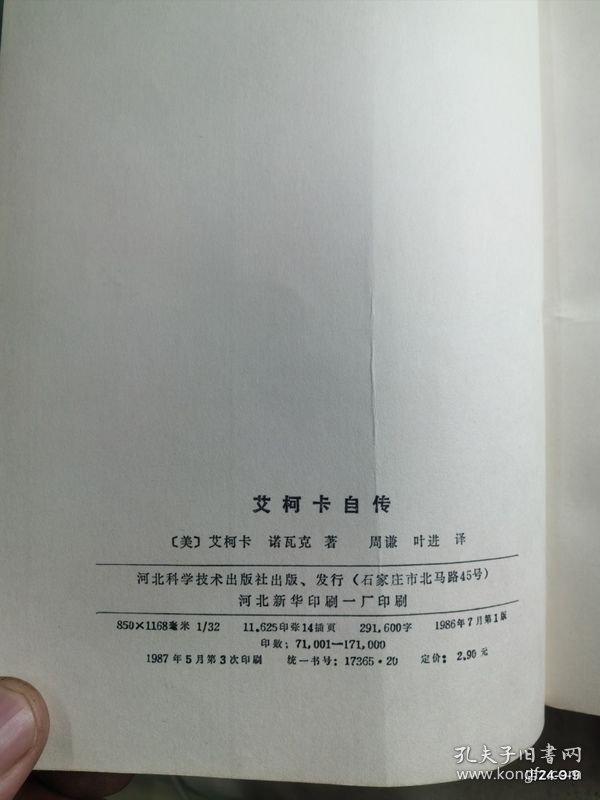 艾柯卡自传
〔美〕艾柯卡 诺瓦克 著 周谦 叶进 译
河北科学技术出版社出版、发行（石家庄市北马路45号）
河北新华印刷一厂印刷
850×1168毫米 1/32 11.625印张14插页 291,600字 1986年7月第1版
印数：71,001—171,000
1987年5月第3次印刷 统一书号：17365·20 定价：2.90元
孔夫子旧书网
www.kongfz.com
24-9-9